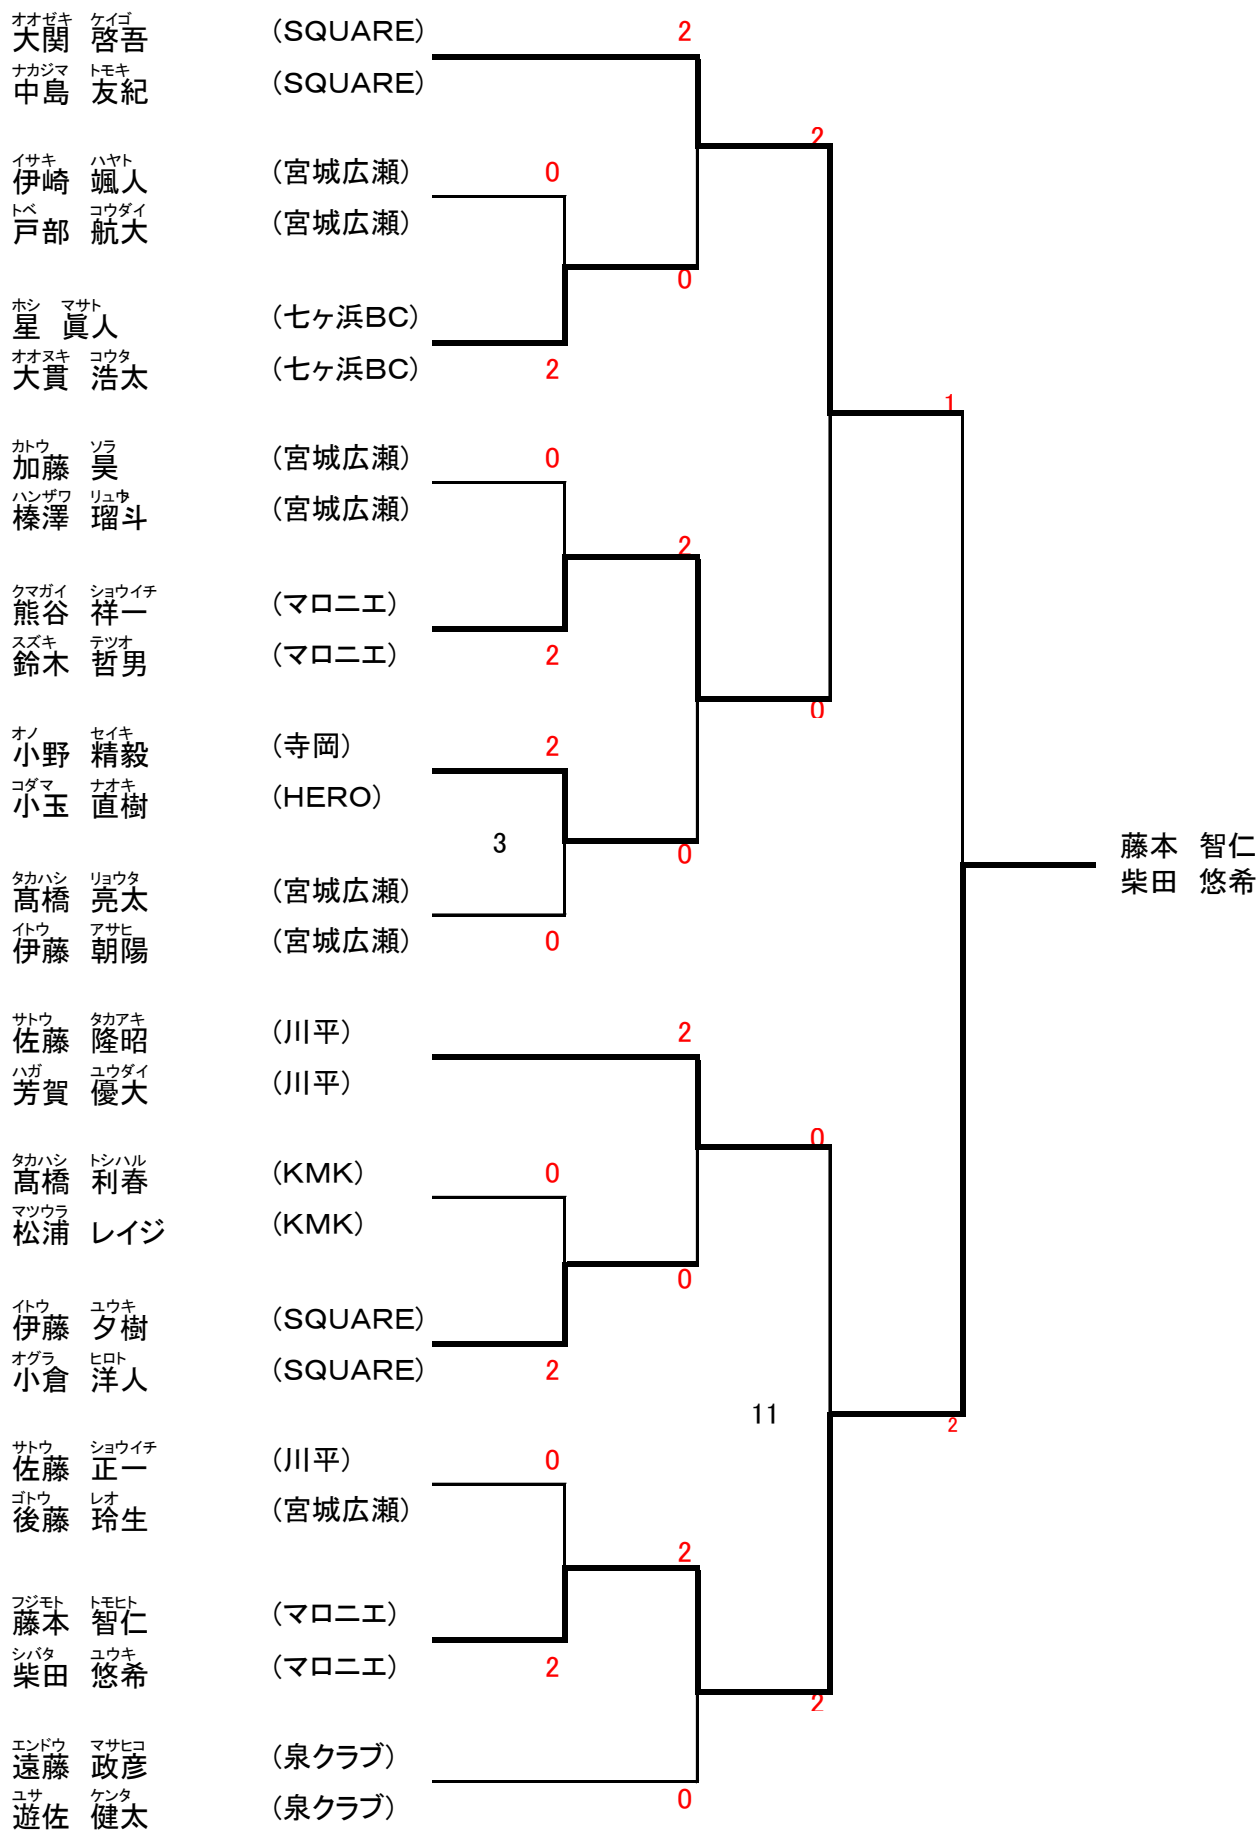 オオゼキ ケイゴ
大関 啓吾 (SQUARE) 2
ナカジマ トモキ
中島 友紀 (SQUARE)
2
イサキ ハヤト
伊崎 颯人 (宮城広瀬) 0
トベ コウダイ
戸部 航大 (宮城広瀬)
0
ホシ マサト
星 眞人 (七ヶ浜BC)
オオヌキ コウタ
大貫 浩太 (七ヶ浜BC) 2
1
カトウ ソラ
加藤 昊 (宮城広瀬) 0
ハンザワ リュウト
榛澤 瑠斗 (宮城広瀬)
2
クマガイ ショウイチ
熊谷 祥一 (マロニエ)
スズキ テツオ
鈴木 哲男 (マロニエ) 2
0
オノ セイキ
小野 精毅 (寺岡) 2
コダマ ナオキ
小玉 直樹 (HERO)
3 0
藤本 智仁
柴田 悠希
タカハシ リョウタ
髙橋 亮太 (宮城広瀬)
イトウ アサヒ
伊藤 朝陽 (宮城広瀬) 0
サトウ タカアキ
佐藤 隆昭 (川平) 2
ハガ ユウダイ
芳賀 優大 (川平)
0
タカハシ トシハル
髙橋 利春 (KMK) 0
マツウラ
松浦 レイジ (KMK)
0
イトウ ユウキ
伊藤 夕樹 (SQUARE)
オグラ ヒロト
小倉 洋人 (SQUARE) 2
11 2
サトウ ショウイチ
佐藤 正一 (川平) 0
ゴトウ レオ
後藤 玲生 (宮城広瀬)
2
フジモト トモヒト
藤本 智仁 (マロニエ)
シバタ ユウキ
柴田 悠希 (マロニエ) 2
2
エンドウ マサヒコ
遠藤 政彦 (泉クラブ)
ユサ ケンタ
遊佐 健太 (泉クラブ) 0